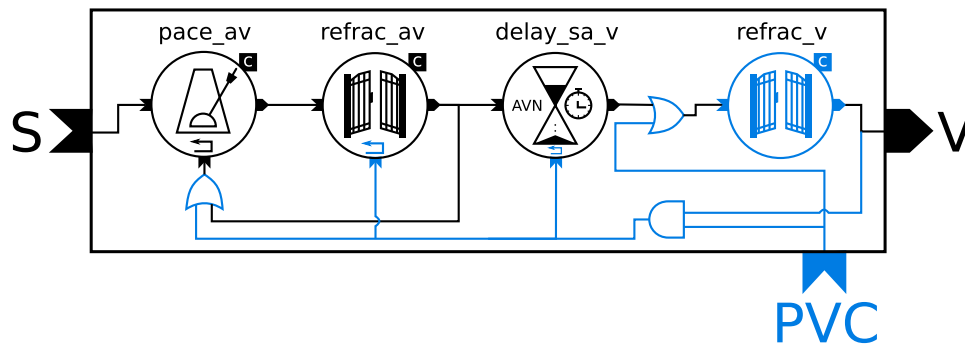 pace_av refrac_av delay_sa_v refrac_v
C C C
S AVN V
PVC